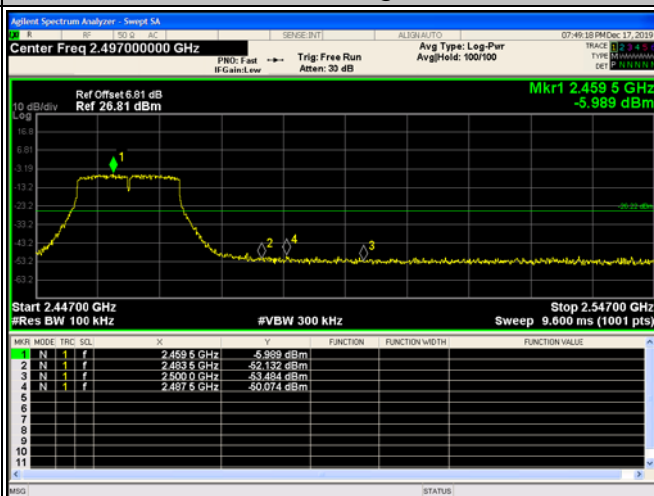 Agilent Spectrum Analyzer - Swept SA
LXI R RF 50 Ω AC SENSE:INT ALIGNAUTO 07:49:18 PM Dec 17, 2019
Center Freq 2.497000000 GHz
PNO: Fast
IFGain:Low
Trig: Free Run
Atten: 33 dB
Avg Type: Log-Pwr
Avg|Hold: 100/100
TRACE 1 2 3 4 5 6
TYPE M
DET P N N N N N
Mkr1 2.459 5 GHz
-5.989 dBm
Ref Offset 6.81 dB
10 dB/div Ref 26.81 dBm
Log
16.8
6.81
-3.19
-13.2
-23.2
-33.2
-43.2
-53.2
-63.2
1
-26.22 dBm
2
4
3
Start 2.44700 GHz Stop 2.54700 GHz
#Res BW 100 kHz #VBW 300 kHz Sweep 9.600 ms (1001 pts)
MKR MODE TRC SCL X Y FUNCTION FUNCTION WIDTH FUNCTION VALUE
1 N 1 f 2.459 5 GHz -5.989 dBm
2 N 1 f 2.483 5 GHz -52.132 dBm
3 N 1 f 2.500 0 GHz -53.484 dBm
4 N 1 f 2.487 5 GHz -50.074 dBm
5
6
7
8
9
10
11
MSG STATUS